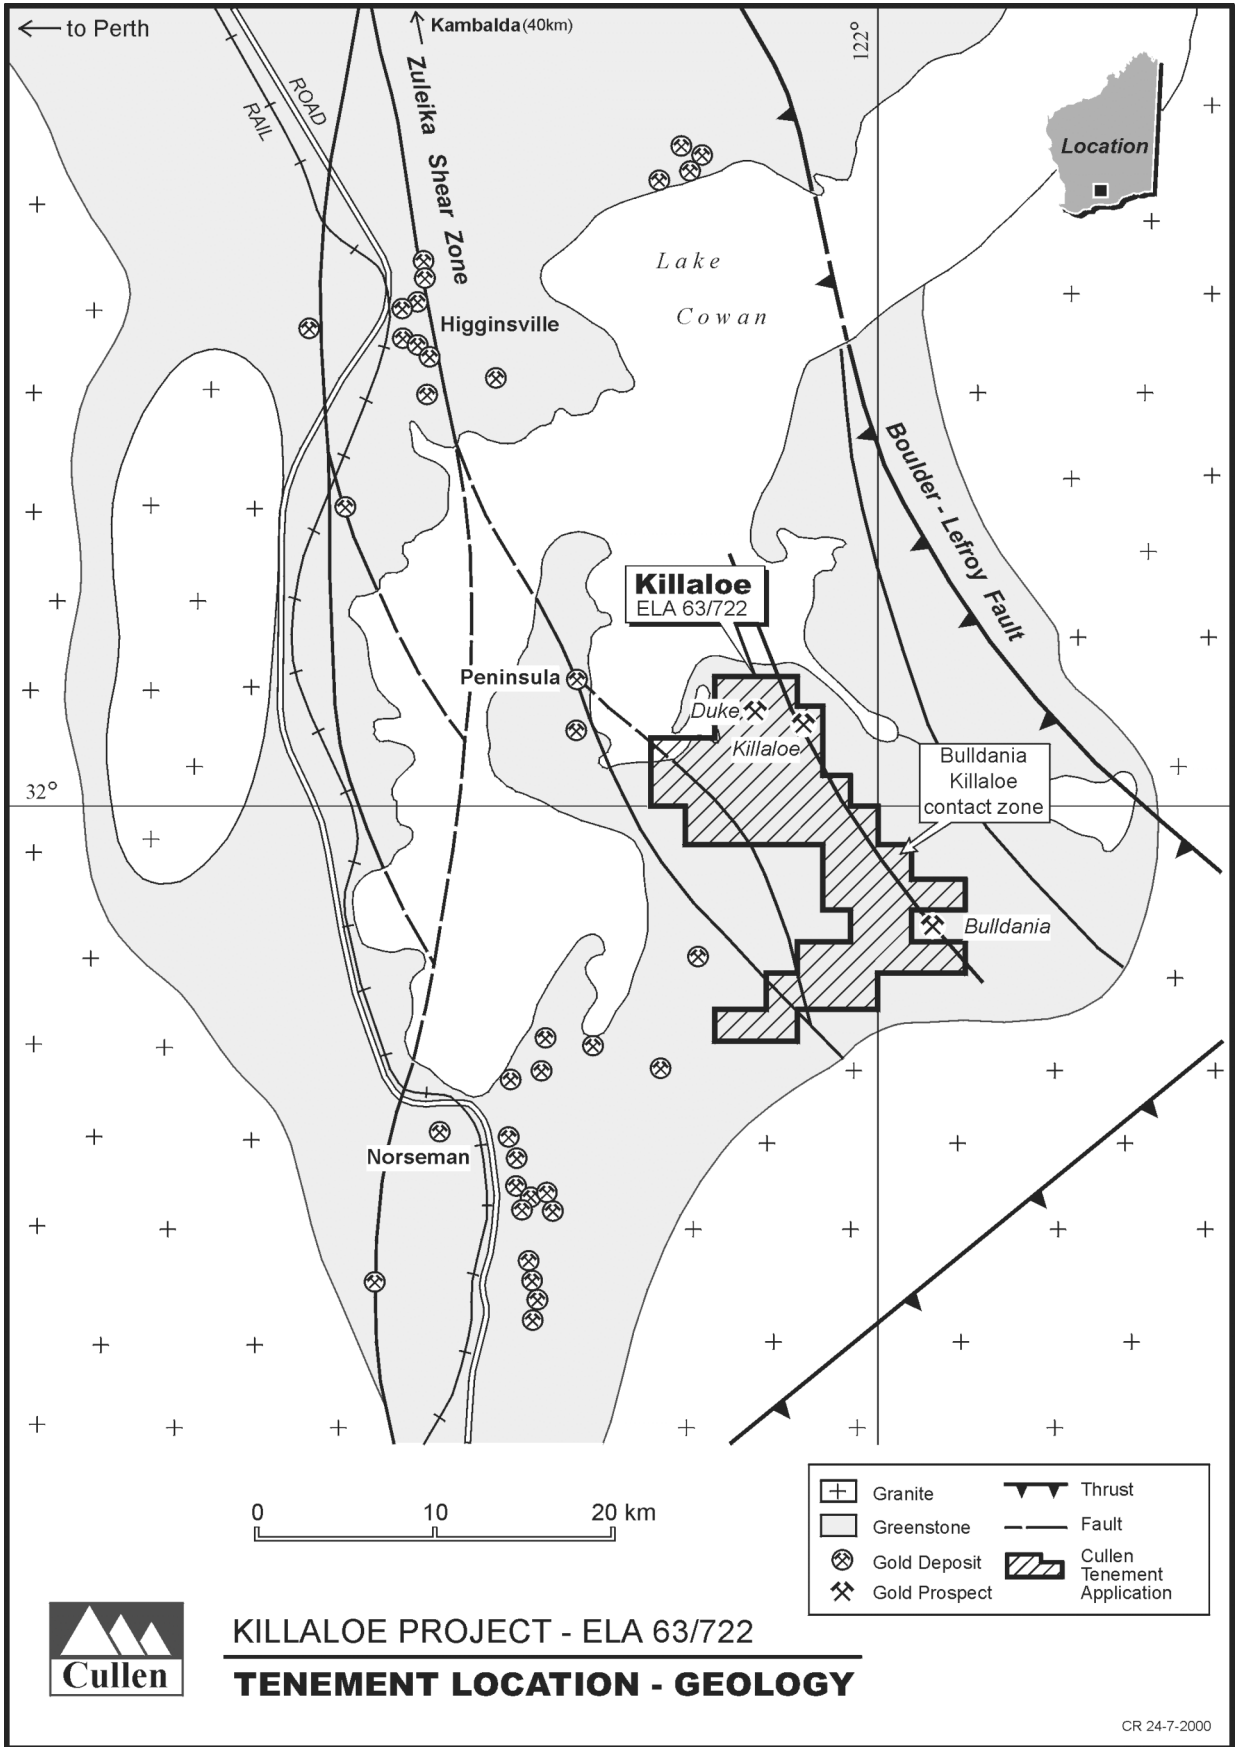 to Perth
Kambalda (40km)
122°
ROAD
RAIL
Zuleika Shear Zone
Location
Lake
Cowan
Higginsville
Boulder - Lefroy Fault
Killaloe
ELA 63/722
Peninsula
Duke
Killaloe
Bulldania
Killaloe
contact zone
32°
Bulldania
Norseman
0 10 20 km
Granite
Greenstone
Gold Deposit
Gold Prospect
Thrust
Fault
Cullen
Tenement
Application
Cullen
KILLALOE PROJECT - ELA 63/722
TENEMENT LOCATION - GEOLOGY
CR 24-7-2000